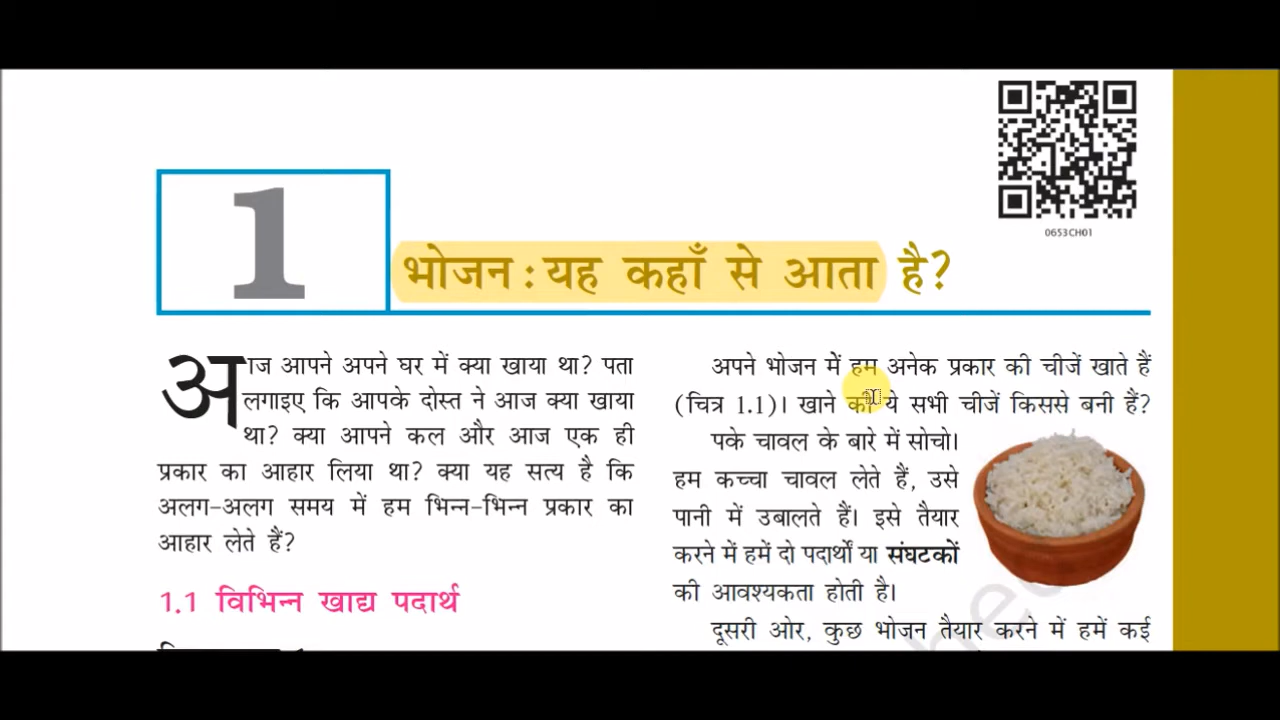 0653CH01
1
भोजन : यह कहाँ से आता है?
आज आपने अपने घर में क्या खाया था? पता
लगाइए कि आपके दोस्त ने आज क्या खाया
था? क्या आपने कल और आज एक ही
प्रकार का आहार लिया था? क्या यह सत्य है कि
अलग-अलग समय में हम भिन्न-भिन्न प्रकार का
आहार लेते हैं?
1.1 विभिन्न खाद्य पदार्थ
अपने भोजन में हम अनेक प्रकार की चीजें खाते हैं
(चित्र 1.1)। खाने की ये सभी चीजें किससे बनी हैं?
पके चावल के बारे में सोचो।
हम कच्चा चावल लेते हैं, उसे
पानी में उबालते हैं। इसे तैयार
करने में हमें दो पदार्थों या संघटकों
की आवश्यकता होती है।
दूसरी ओर, कुछ भोजन तैयार करने में हमें कई